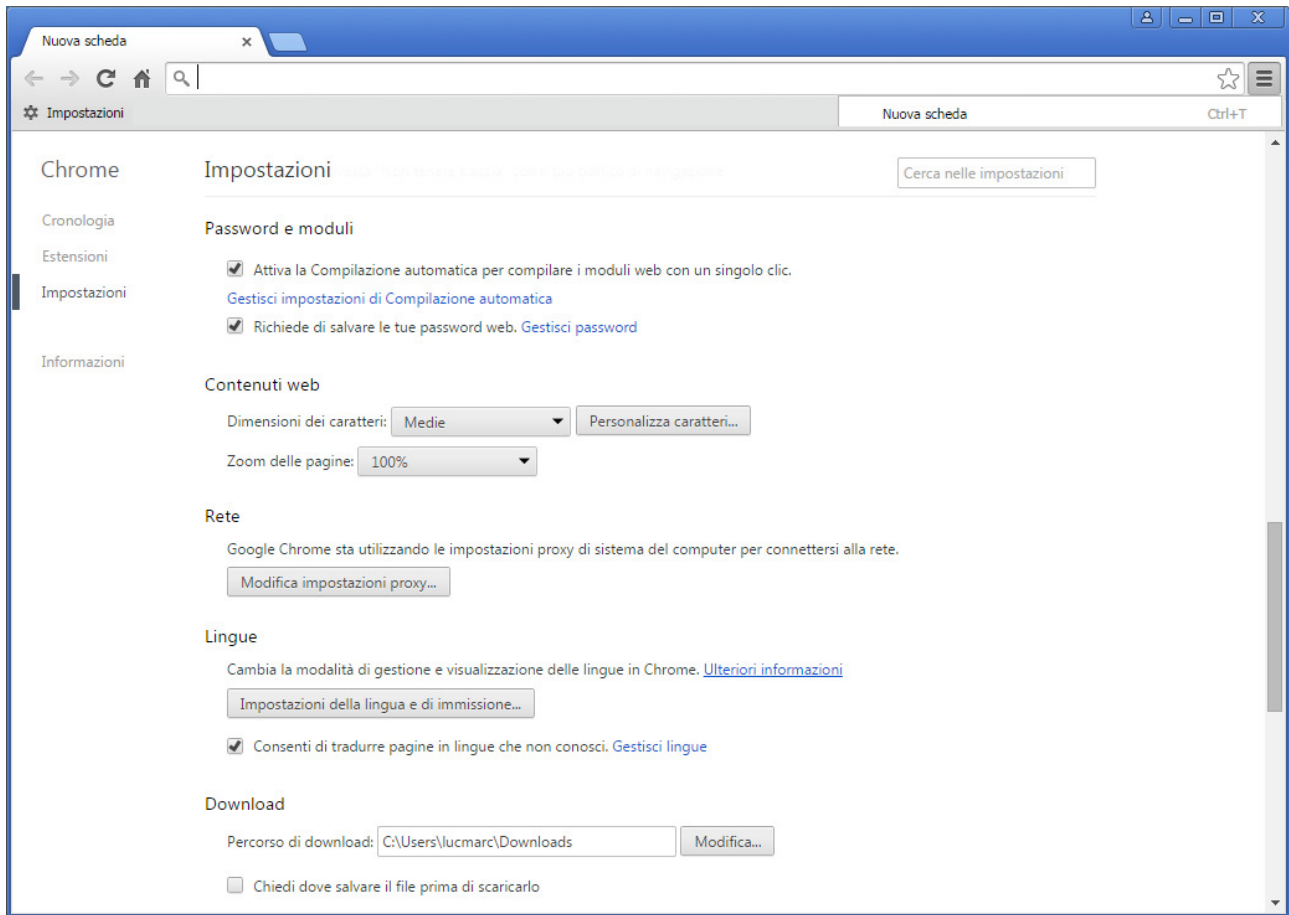 Nuova scheda
Impostazioni
Nuova scheda Ctrl+T
Chrome
Impostazioni
Cerca nelle impostazioni
Cronologia
Estensioni
Impostazioni
Informazioni
Password e moduli
Attiva la Compilazione automatica per compilare i moduli web con un singolo clic.
Gestisci impostazioni di Compilazione automatica
Richiede di salvare le tue password web. Gestisci password
Contenuti web
Dimensioni dei caratteri: Medie Personalizza caratteri...
Zoom delle pagine: 100%
Rete
Google Chrome sta utilizzando le impostazioni proxy di sistema del computer per connettersi alla rete.
Modifica impostazioni proxy...
Lingue
Cambia la modalità di gestione e visualizzazione delle lingue in Chrome. Ulteriori informazioni
Impostazioni della lingua e di immissione...
Consenti di tradurre pagine in lingue che non conosci. Gestisci lingue
Download
Percorso di download: C:\Users\lucmarc\Downloads Modifica...
Chiedi dove salvare il file prima di scaricarlo